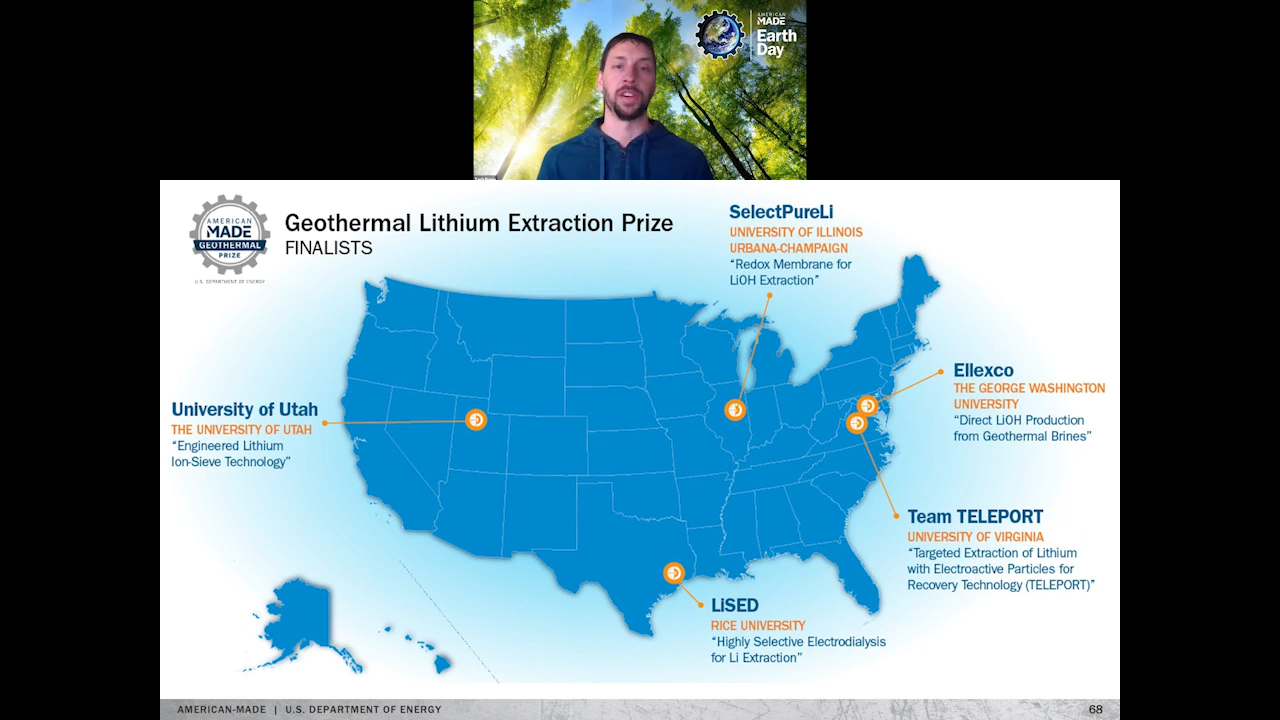 AMERICAN
MADE
Earth
Day
AMERICAN
MADE
GEOTHERMAL
PRIZE
U.S. DEPARTMENT OF ENERGY
Geothermal Lithium Extraction Prize
FINALISTS
SelectPureLi
UNIVERSITY OF ILLINOIS
URBANA-CHAMPAIGN
“Redox Membrane for
LiOH Extraction”
Ellexco
THE GEORGE WASHINGTON
UNIVERSITY
“Direct LiOH Production
from Geothermal Brines”
University of Utah
THE UNIVERSITY OF UTAH
“Engineered Lithium
Ion-Sieve Technology”
Team TELEPORT
UNIVERSITY OF VIRGINIA
“Targeted Extraction of Lithium
with Electroactive Particles for
Recovery Technology (TELEPORT)”
LiSED
RICE UNIVERSITY
“Highly Selective Electrodialysis
for Li Extraction”
AMERICAN-MADE | U.S. DEPARTMENT OF ENERGY
68